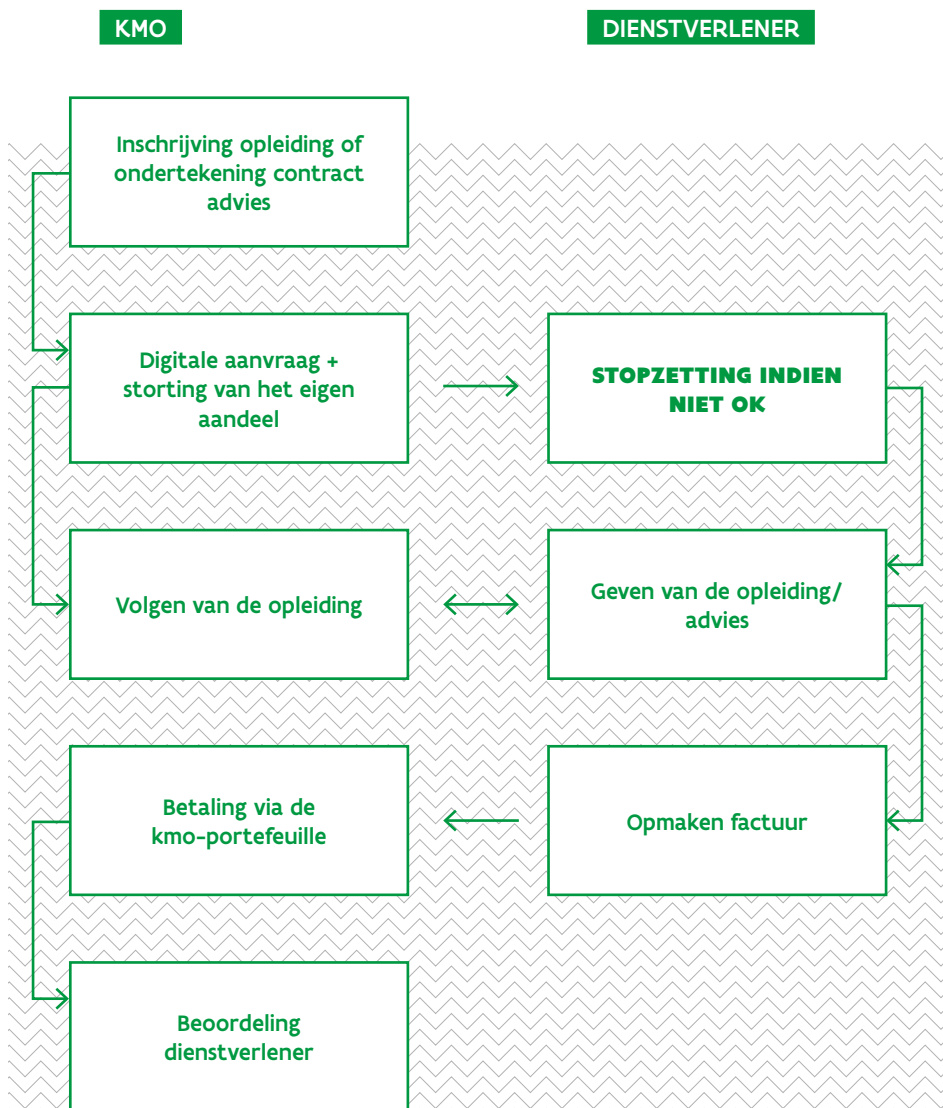 KMO
DIENSTVERLENER
Inschrijving opleiding of
ondertekening contract
advies
Digitale aanvraag +
storting van het eigen
aandeel
STOPZETTING INDIEN
NIET OK
Volgen van de opleiding
Geven van de opleiding/
advies
Betaling via de
kmo-portefeuille
Opmaken factuur
Beoordeling
dienstverlener